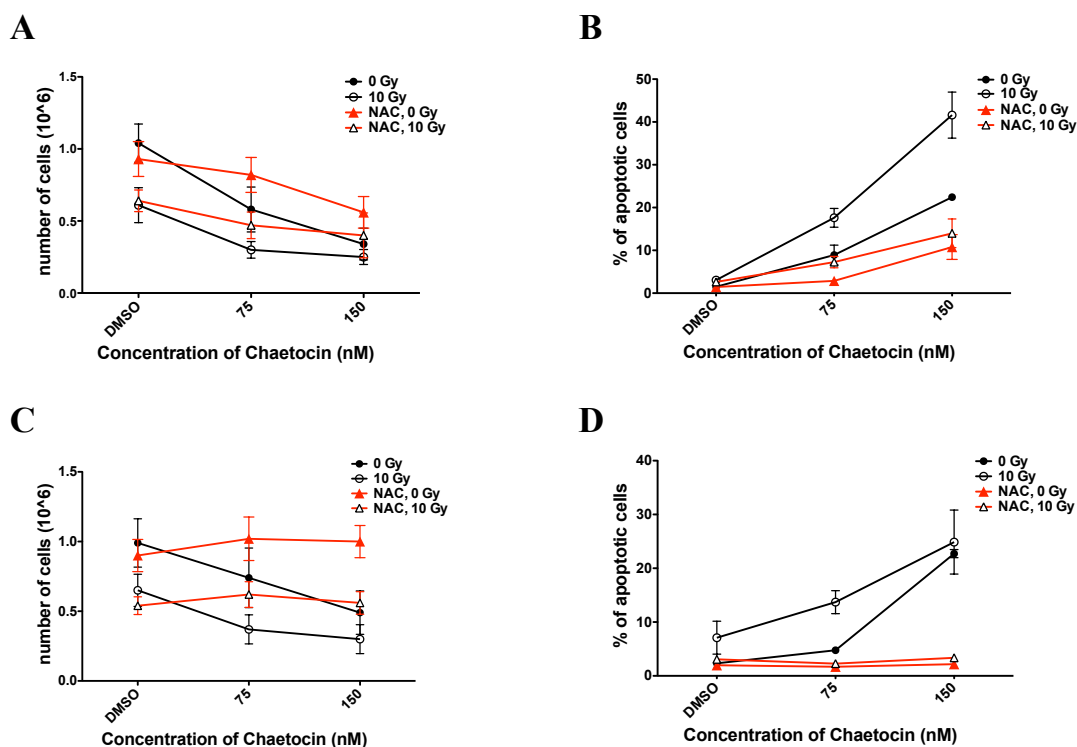 A
number of cells (10^6)
1.5
1.0
0.5
0.0
DMSO
75
150
Concentration of Chaetocin (nM)
0 Gy
10 Gy
NAC, 0 Gy
NAC, 10 Gy
B
% of apoptotic cells
50
40
30
20
10
0
DMSO
75
150
Concentration of Chaetocin (nM)
0 Gy
10 Gy
NAC, 0 Gy
NAC, 10 Gy
C
number of cells (10^6)
1.5
1.0
0.5
0.0
DMSO
75
150
Concentration of Chaetocin (nM)
0 Gy
10 Gy
NAC, 0 Gy
NAC, 10 Gy
D
% of apoptotic cells
40
30
20
10
0
DMSO
75
150
Concentration of Chaetocin (nM)
0 Gy
10 Gy
NAC, 0 Gy
NAC, 10 Gy